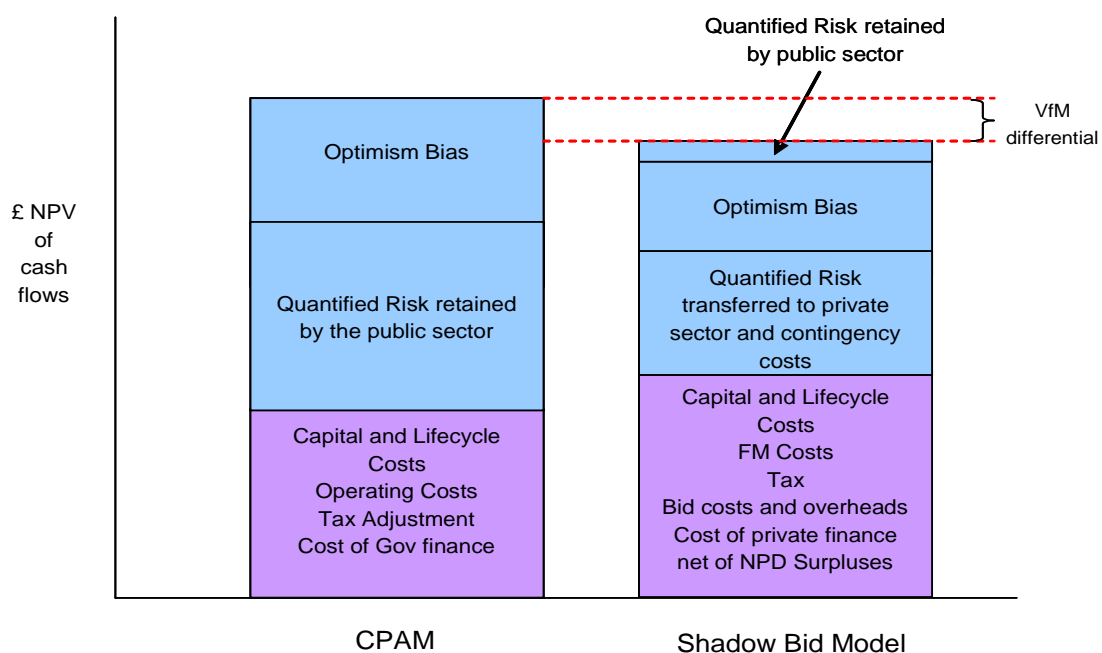 Quantified Risk retained
by public sector
VfM
differential
£ NPV
of
cash
flows
Optimism Bias
Quantified Risk retained
by the public sector
Capital and Lifecycle
Costs
Operating Costs
Tax Adjustment
Cost of Gov finance
Optimism Bias
Quantified Risk
transferred to private
sector and contingency
costs
Capital and Lifecycle
Costs
FM Costs
Tax
Bid costs and overheads
Cost of private finance
net of NPD Surpluses
CPAM
Shadow Bid Model